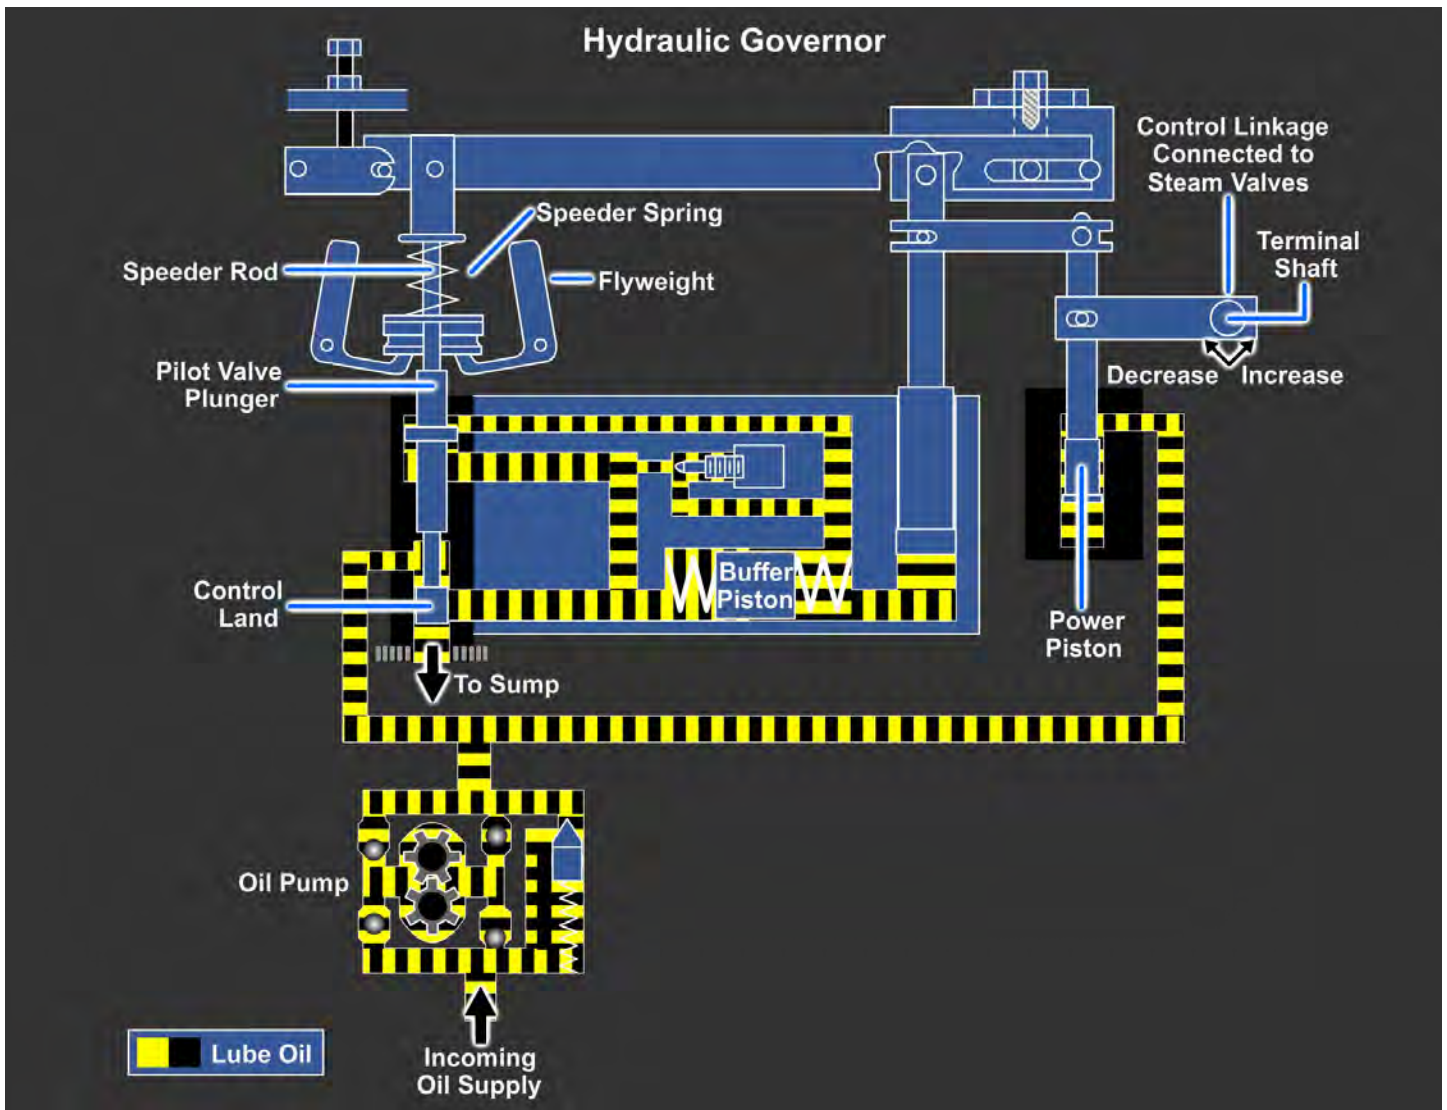 Hydraulic Governor
Control Linkage
Connected to
Steam Valves
Speeder Spring
Terminal
Shaft
Speeder Rod
Flyweight
Pilot Valve
Plunger
Decrease
Increase
Buffer
Piston
Control
Land
Power
Piston
To Sump
Oil Pump
Lube Oil
Incoming
Oil Supply